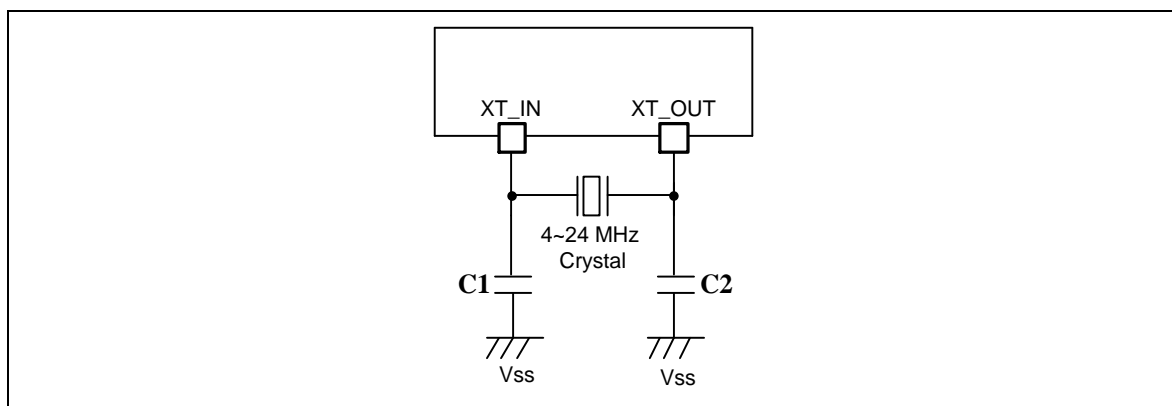 XT_IN XT_OUT
4~24 MHz
Crystal
C1 C2
Vss Vss